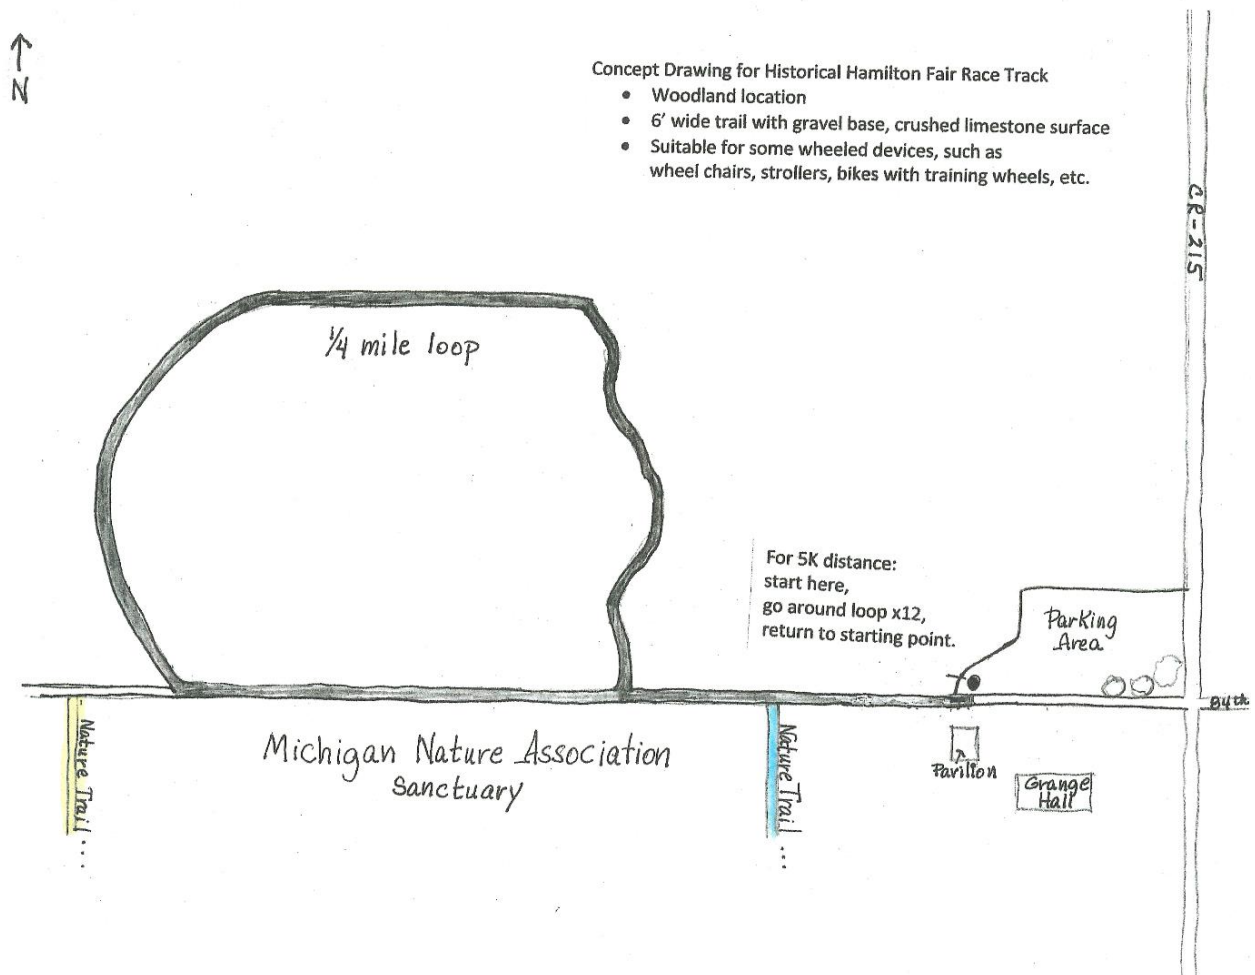 N
Concept Drawing for Historical Hamilton Fair Race Track
• Woodland location
• 6' wide trail with gravel base, crushed limestone surface
• Suitable for some wheeled devices, such as
wheel chairs, strollers, bikes with training wheels, etc.
CR-215
1/4 mile loop
For 5K distance:
start here,
go around loop x12,
return to starting point.
Parking
Area
84th
Nature Trail ...
Michigan Nature Association
Sanctuary
Nature Trail ...
Pavilion
Grange
Hall